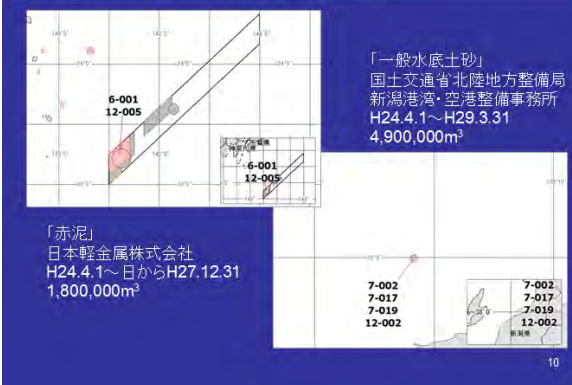 6-001
12-005
6-001
12-005
「一般水底土砂」
国土交通省北陸地方整備局
新潟港湾・空港整備事務所
H24.4.1～H29.3.31
4,900,000m³
「赤泥」
日本軽金属株式会社
H24.4.1～日からH27.12.31
1,800,000m³
7-002
7-017
7-019
12-002
7-002
7-017
7-019
12-002
新潟県
10